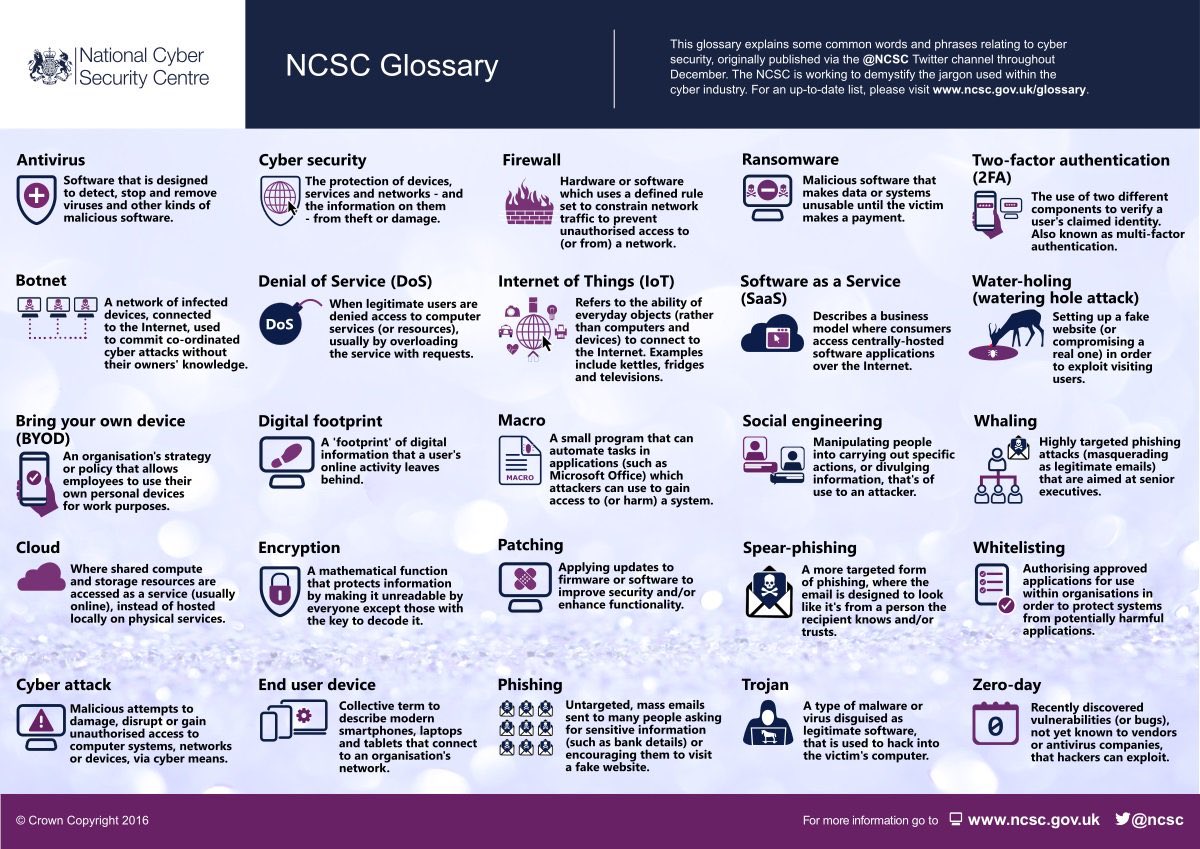 National Cyber
Security Centre
NCSC Glossary
This glossary explains some common words and phrases relating to cyber
security, originally published via the @NCSC Twitter channel throughout
December. The NCSC is working to demystify the jargon used within the
cyber industry. For an up-to-date list, please visit www.ncsc.gov.uk/glossary.
Antivirus
Software that is designed
to detect, stop and remove
viruses and other kinds of
malicious software.
Cyber security
The protection of devices,
services and networks - and
the information on them
- from theft or damage.
Firewall
Hardware or software
which uses a defined rule
set to constrain network
traffic to prevent
unauthorised access to
(or from) a network.
Ransomware
Malicious software that
makes data or systems
unusable until the victim
makes a payment.
Two-factor authentication
(2FA)
The use of two different
components to verify a
user's claimed identity.
Also known as multi-factor
authentication.
Botnet
A network of infected
devices, connected
to the Internet, used
to commit co-ordinated
cyber attacks without
their owners' knowledge.
Denial of Service (DoS)
DoS
When legitimate users are
denied access to computer
services (or resources),
usually by overloading
the service with requests.
Internet of Things (IoT)
Refers to the ability of
everyday objects (rather
than computers and
devices) to connect to
the Internet. Examples
include kettles, fridges
and televisions.
Software as a Service
(SaaS)
Describes a business
model where consumers
access centrally-hosted
software applications
over the Internet.
Water-holing
(watering hole attack)
Setting up a fake
website (or
compromising a
real one) in order
to exploit visiting
users.
Bring your own device
(BYOD)
An organisation's strategy
or policy that allows
employees to use their
own personal devices
for work purposes.
Digital footprint
A 'footprint' of digital
information that a user's
online activity leaves
behind.
Macro
MACRO
A small program that can
automate tasks in
applications (such as
Microsoft Office) which
attackers can use to gain
access to (or harm) a system.
Social engineering
Manipulating people
into carrying out specific
actions, or divulging
information, that's of
use to an attacker.
Whaling
Highly targeted phishing
attacks (masquerading
as legitimate emails)
that are aimed at senior
executives.
Cloud
Where shared compute
and storage resources are
accessed as a service (usually
online), instead of hosted
locally on physical services.
Encryption
A mathematical function
that protects information
by making it unreadable by
everyone except those with
the key to decode it.
Patching
Applying updates to
firmware or software to
improve security and/or
enhance functionality.
Spear-phishing
A more targeted form
of phishing, where the
email is designed to look
like it's from a person the
recipient knows and/or
trusts.
Whitelisting
Authorising approved
applications for use
within organisations in
order to protect systems
from potentially harmful
applications.
Cyber attack
Malicious attempts to
damage, disrupt or gain
unauthorised access to
computer systems, networks
or devices, via cyber means.
End user device
Collective term to
describe modern
smartphones, laptops
and tablets that connect
to an organisation's
network.
Phishing
Untargeted, mass emails
sent to many people asking
for sensitive information
(such as bank details) or
encouraging them to visit
a fake website.
Trojan
A type of malware or
virus disguised as
legitimate software,
that is used to hack into
the victim's computer.
Zero-day
0
Recently discovered
vulnerabilities (or bugs),
not yet known to vendors
or antivirus companies,
that hackers can exploit.
© Crown Copyright 2016
For more information go to www.ncsc.gov.uk @ncsc